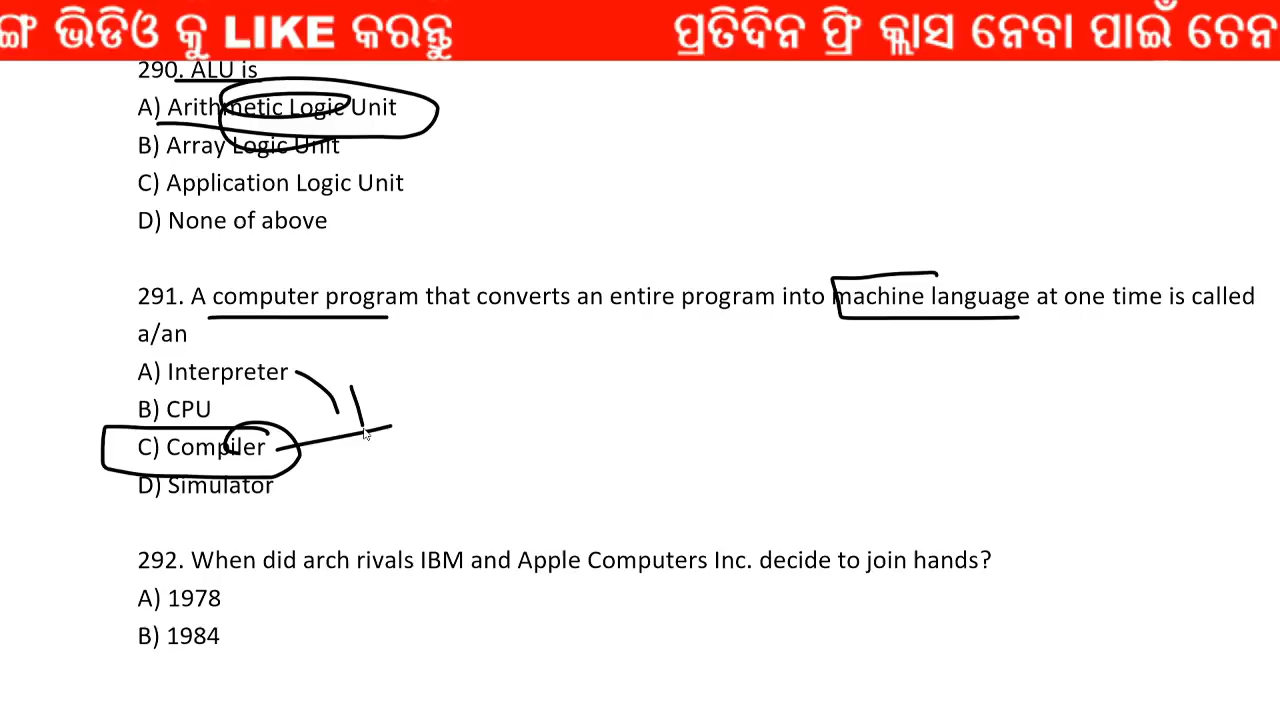 ଙ୍ଗ ଭିଡିଓ କୁ LIKE କରନ୍ତୁ ପ୍ରତିଦିନ ଫ୍ରି କ୍ଲାସ ନେବା ପାଇଁ ଚେନ
290. ALU is
A) Arithmetic Logic Unit
B) Array Logic Unit
C) Application Logic Unit
D) None of above
291. A computer program that converts an entire program into machine language at one time is called
a/an
A) Interpreter
B) CPU
C) Compiler
D) Simulator
292. When did arch rivals IBM and Apple Computers Inc. decide to join hands?
A) 1978
B) 1984